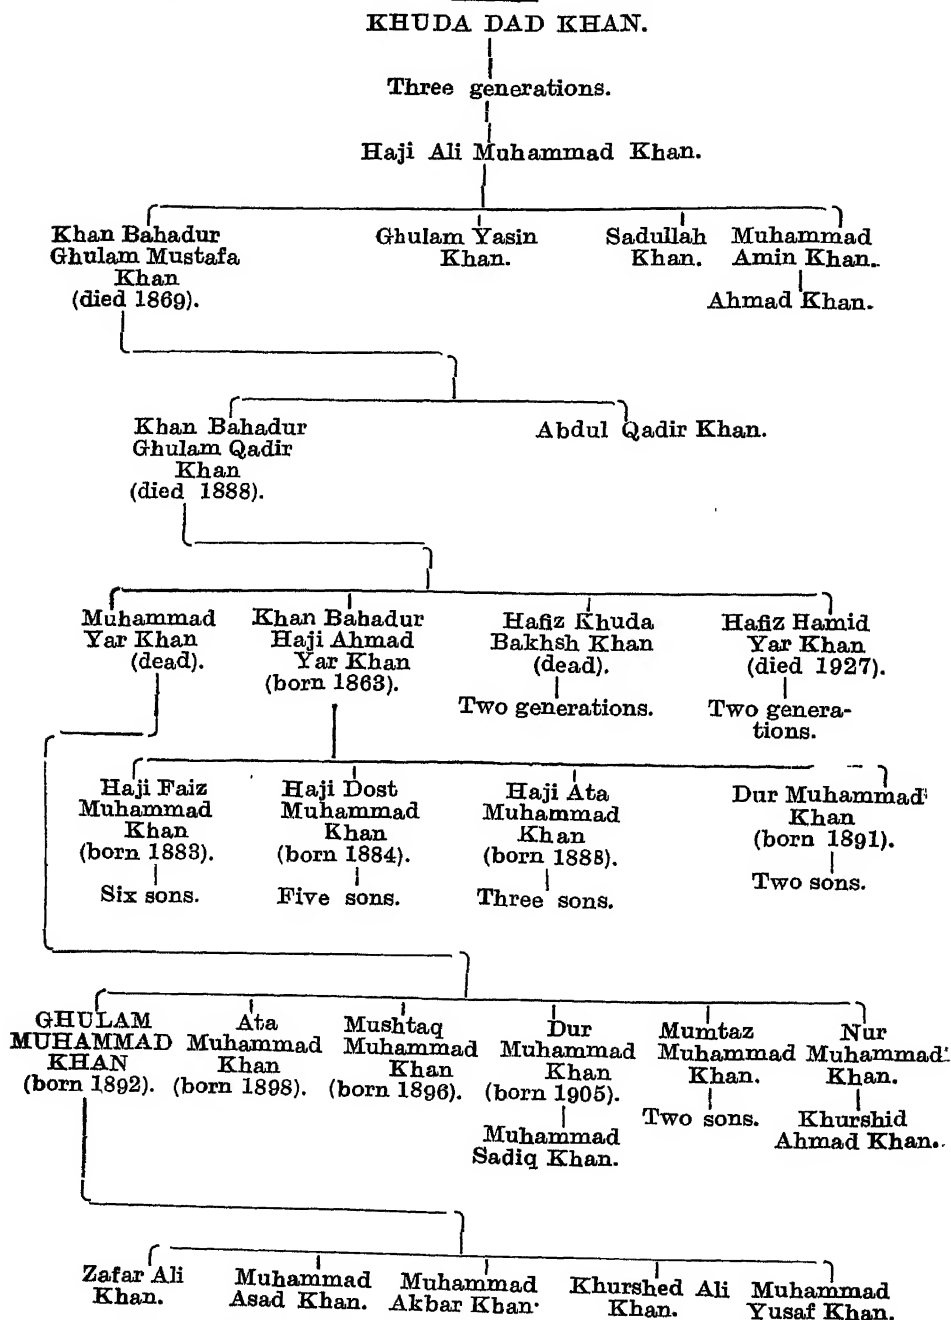 KHUDA DAD KHAN.
Three generations.
Haji Ali Muhammad Khan.
Khan Bahadur
Ghulam Mustafa
Khan
(died 1869).
Ghulam Yasin
Khan.
Sadullah
Khan.
Muhammad
Amin Khan.
Ahmad Khan.
Khan Bahadur
Ghulam Qadir
Khan
(died 1888).
Abdul Qadir Khan.
Muhammad
Yar Khan
(dead).
Khan Bahadur
Haji Ahmad
Yar Khan
(born 1863).
Hafiz Khuda
Bakhsh Khan
(dead).
Two generations.
Hafiz Hamid
Yar Khan
(died 1927).
Two genera-
tions.
Haji Faiz
Muhammad
Khan
(born 1883).
Six sons.
Haji Dost
Muhammad
Khan
(born 1884).
Five sons.
Haji Ata
Muhammad
Khan
(born 1888).
Three sons.
Dur Muhammad
Khan
(born 1891).
Two sons.
GHULAM
MUHAMMAD
KHAN
(born 1892).
Ata
Muhammad
Khan
(born 1898).
Mushtaq
Muhammad
Khan
(born 1896).
Dur
Muhammad
Khan
(born 1905).
Muhammad
Sadiq Khan.
Mumtaz
Muhammad
Khan.
Two sons.
Nur
Muhammad
Khan.
Khurshid
Ahmad Khan.
Zafar Ali
Khan.
Muhammad
Asad Khan.
Muhammad
Akbar Khan.
Khurshed Ali
Khan.
Muhammad
Yusaf Khan.